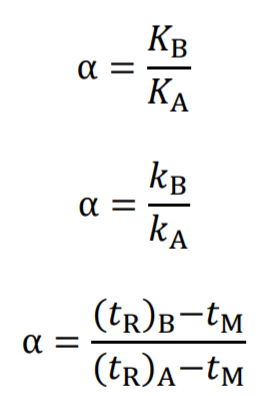 α = K_B / K_A
α = k_B / k_A
α = ((t_R)_B − t_M) / ((t_R)_A − t_M)